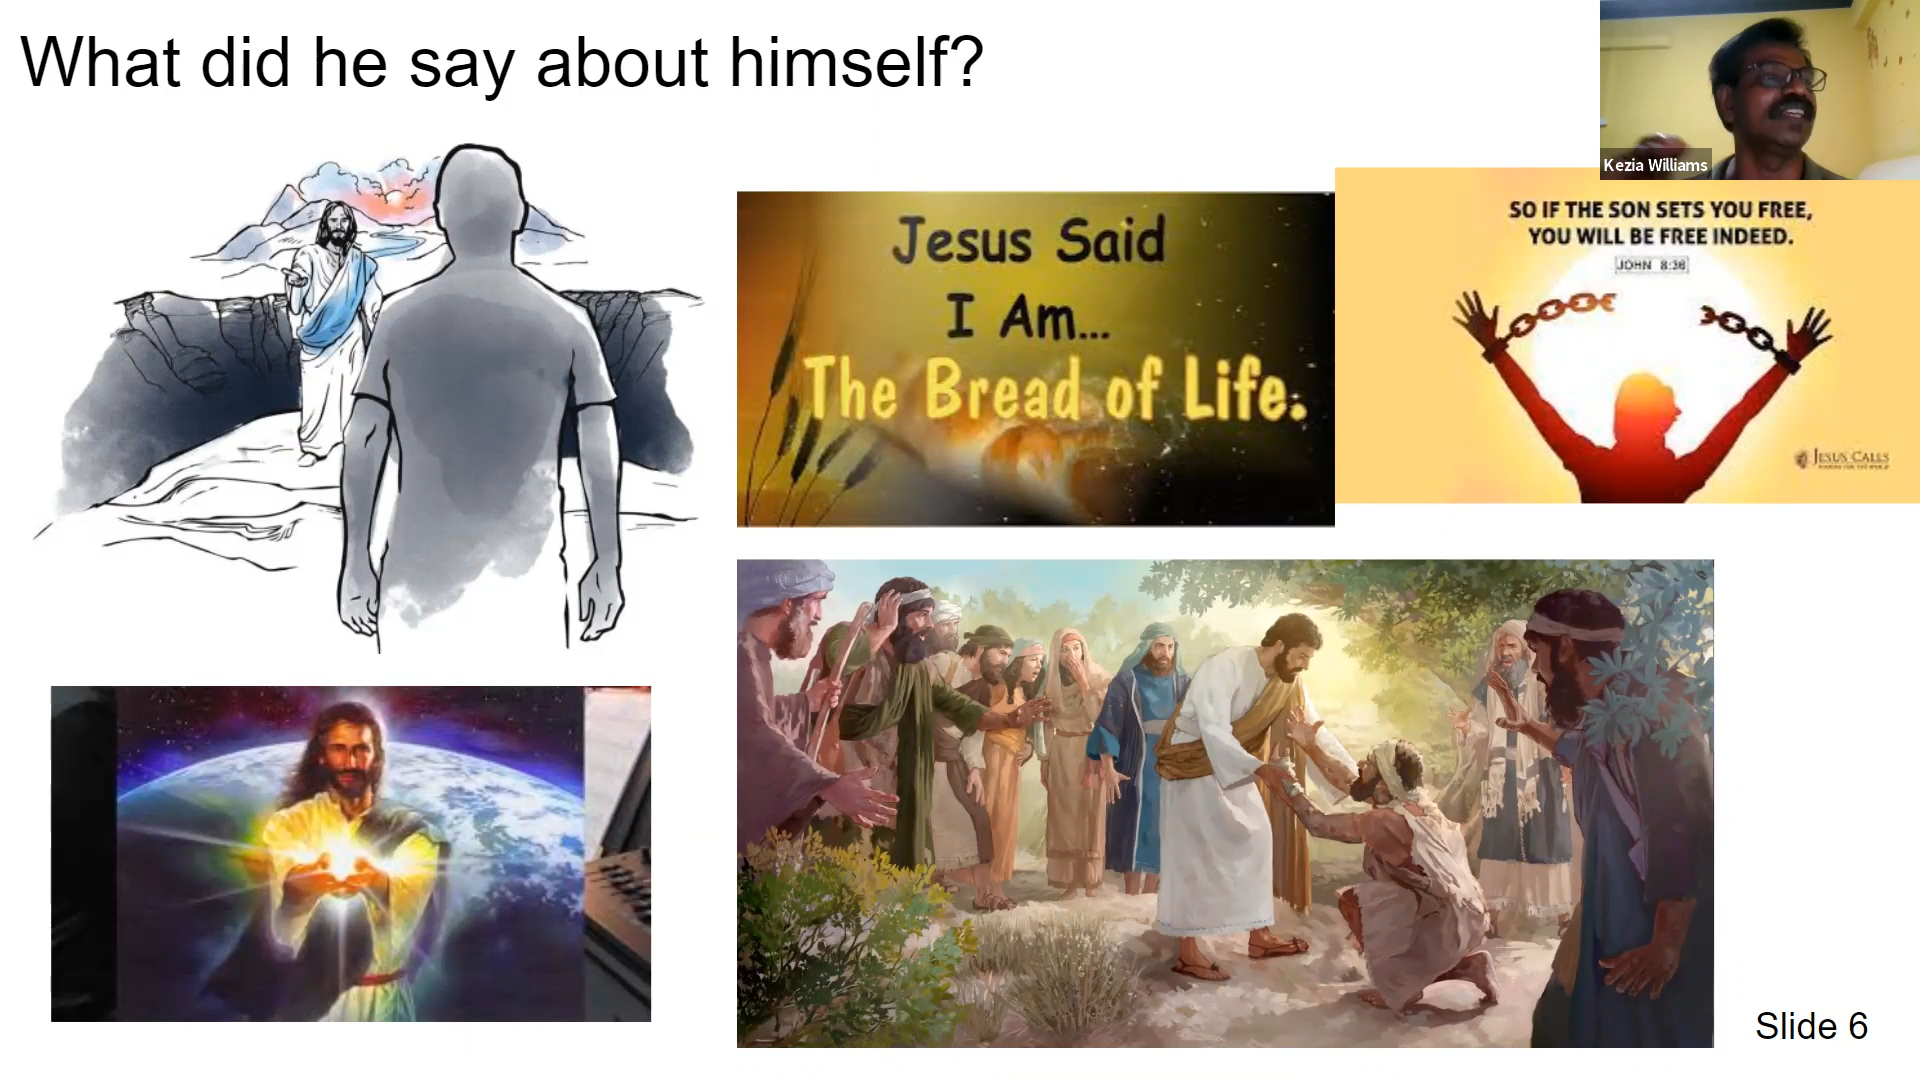 What did he say about himself?
Kezia Williams
Jesus Said
I Am...
The Bread of Life.
SO IF THE SON SETS YOU FREE,
YOU WILL BE FREE INDEED.
JOHN 8:36
JESUS CALLS
Slide 6